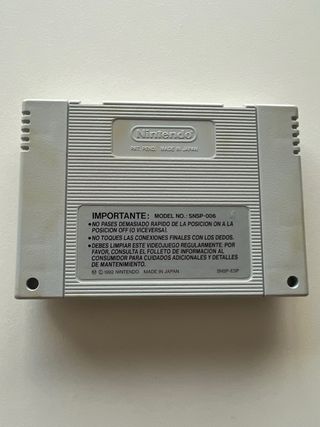 Nintendo
PAT. PEND. MADE IN JAPAN
IMPORTANTE: MODEL NO.: SNSP-006
●NO PASES DEMASIADO RAPIDO DE LA POSICION ON A LA
POSICION OFF (O VICEVERSA).
●NO TOQUES LAS CONEXIONES FINALES CON LOS DEDOS.
●DEBES LIMPIAR ESTE VIDEOJUEGO REGULARMENTE. POR
FAVOR, CONSULTA EL FOLLETO DE INFORMACION AL
CONSUMIDOR PARA CUIDADOS ADICIONALES Y DETALLES
DE MANTENIMIENTO.
Ⓜ © 1992 NINTENDO MADE IN JAPAN SNSP-ESP